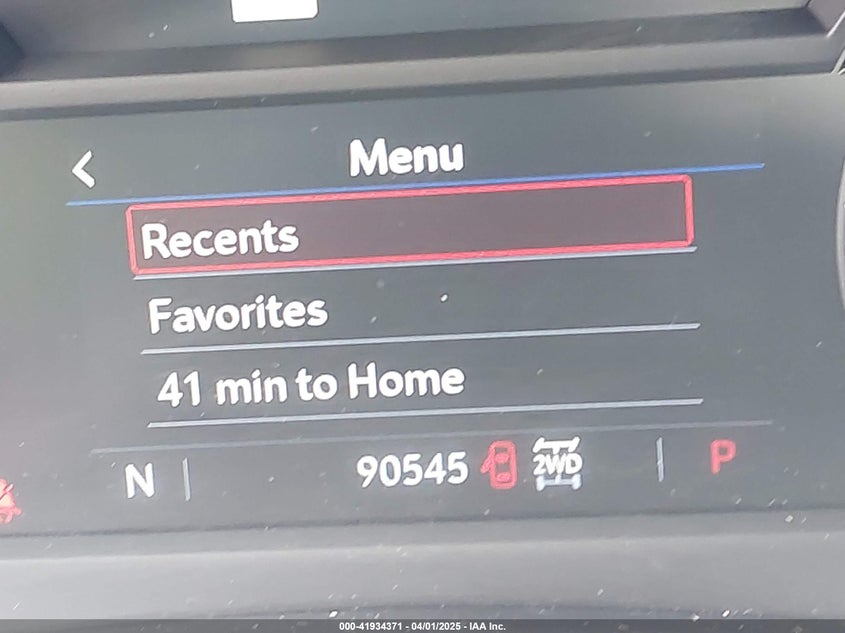 Menu
Recents
Favorites
41 min to Home
N 90545 2WD P
000-41934371 - 04/01/2025 - IAA Inc.